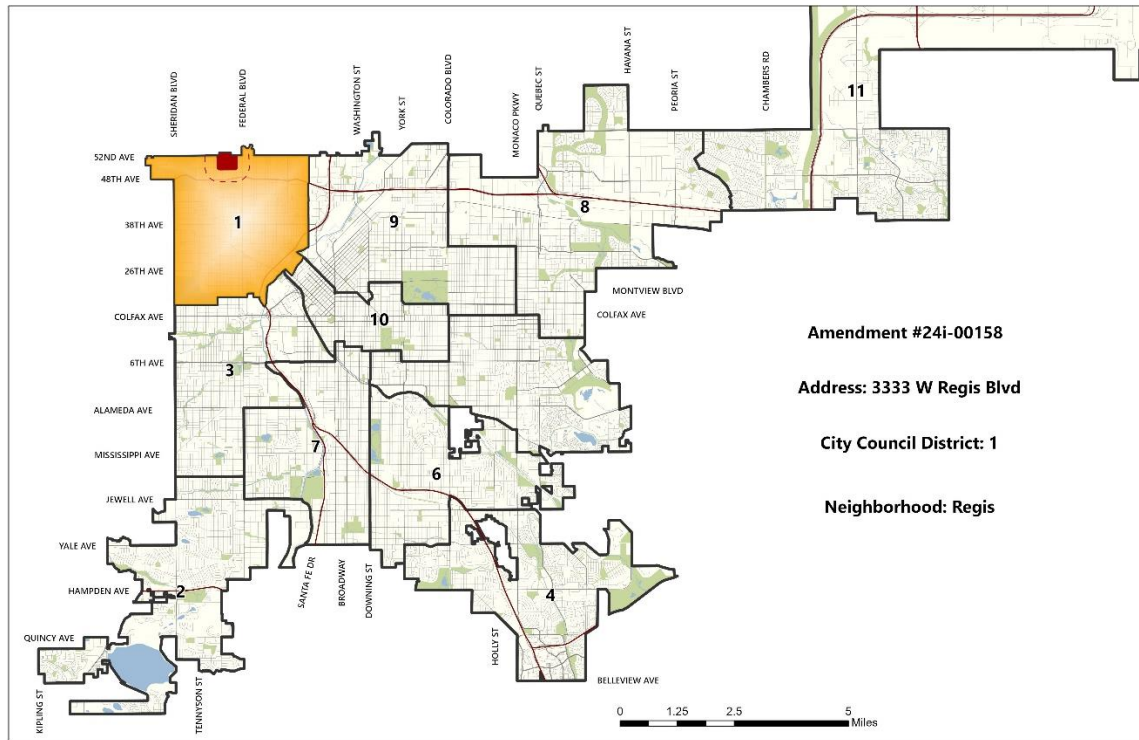 SHERIDAN BLVD
FEDERAL BLVD
WASHINGTON ST
YORK ST
COLORADO BLVD
MONACO PKWY
QUEBEC ST
HAVANA ST
PEORIA ST
CHAMBERS RD
11
52ND AVE
48TH AVE
38TH AVE
26TH AVE
COLFAX AVE
6TH AVE
ALAMEDA AVE
MISSISSIPPI AVE
JEWELL AVE
YALE AVE
HAMPDEN AVE
QUINCY AVE
1
9
8
10
3
7
6
4
2
MONTVIEW BLVD
COLFAX AVE
Amendment #24i-00158
Address: 3333 W Regis Blvd
City Council District: 1
Neighborhood: Regis
SANTA FE DR
BROADWAY
DOWNING ST
HOLLY ST
BELLEVIEW AVE
KIPLING ST
TENNYSON ST
0 1.25 2.5 5
Miles